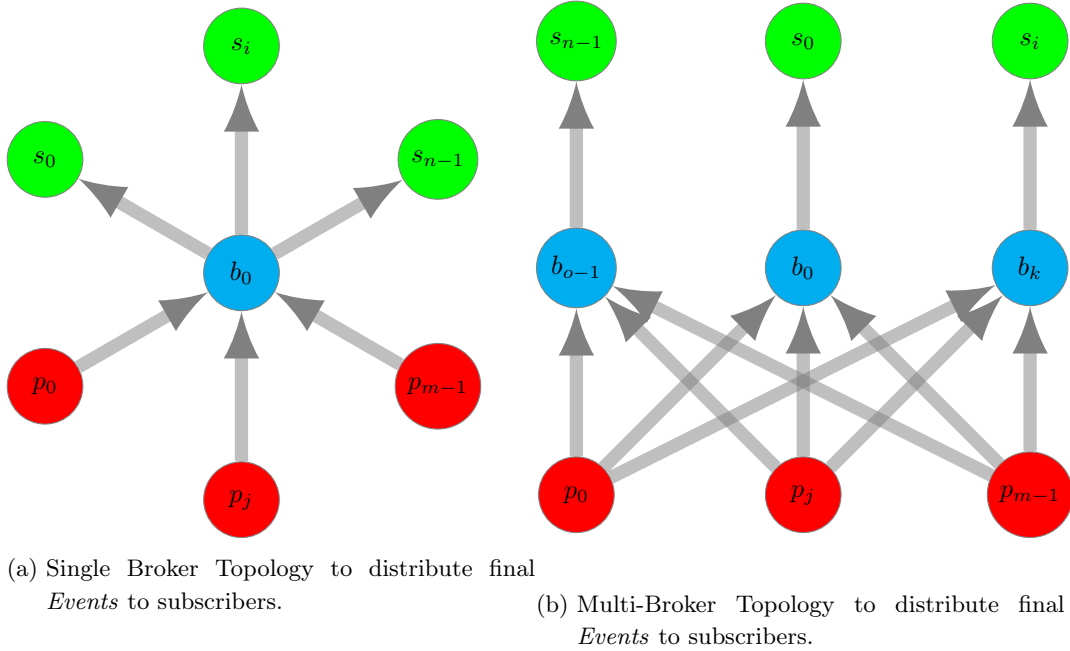 s_i
s_0
s_{n−1}
b_0
p_0
p_{m−1}
p_j
(a) Single Broker Topology to distribute final
Events to subscribers.
s_{n−1} s_0 s_i
b_{o−1} b_0 b_k
p_0 p_j p_{m−1}
(b) Multi-Broker Topology to distribute final
Events to subscribers.